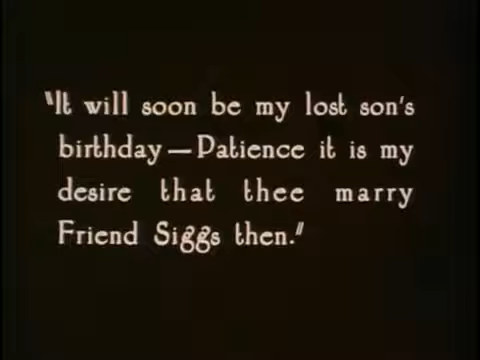 "It will soon be my lost son's
birthday—Patience it is my
desire that thee marry
Friend Siggs then."